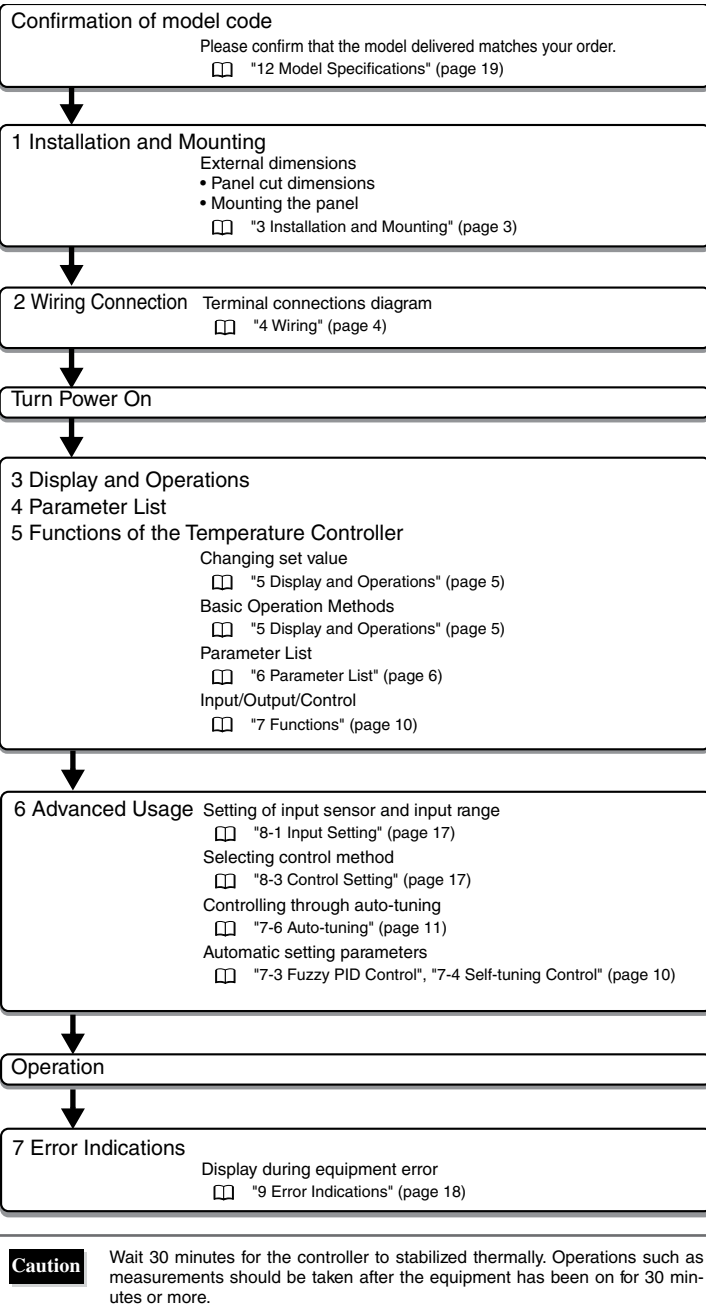 Confirmation of model code
Please confirm that the model delivered matches your order.
"12 Model Specifications" (page 19)
1 Installation and Mounting
External dimensions
• Panel cut dimensions
• Mounting the panel
"3 Installation and Mounting" (page 3)
2 Wiring Connection Terminal connections diagram
"4 Wiring" (page 4)
Turn Power On
3 Display and Operations
4 Parameter List
5 Functions of the Temperature Controller
Changing set value
"5 Display and Operations" (page 5)
Basic Operation Methods
"5 Display and Operations" (page 5)
Parameter List
"6 Parameter List" (page 6)
Input/Output/Control
"7 Functions" (page 10)
6 Advanced Usage Setting of input sensor and input range
"8-1 Input Setting" (page 17)
Selecting control method
"8-3 Control Setting" (page 17)
Controlling through auto-tuning
"7-6 Auto-tuning" (page 11)
Automatic setting parameters
"7-3 Fuzzy PID Control", "7-4 Self-tuning Control" (page 10)
Operation
7 Error Indications
Display during equipment error
"9 Error Indications" (page 18)
Caution Wait 30 minutes for the controller to stabilized thermally. Operations such as
measurements should be taken after the equipment has been on for 30 min-
utes or more.